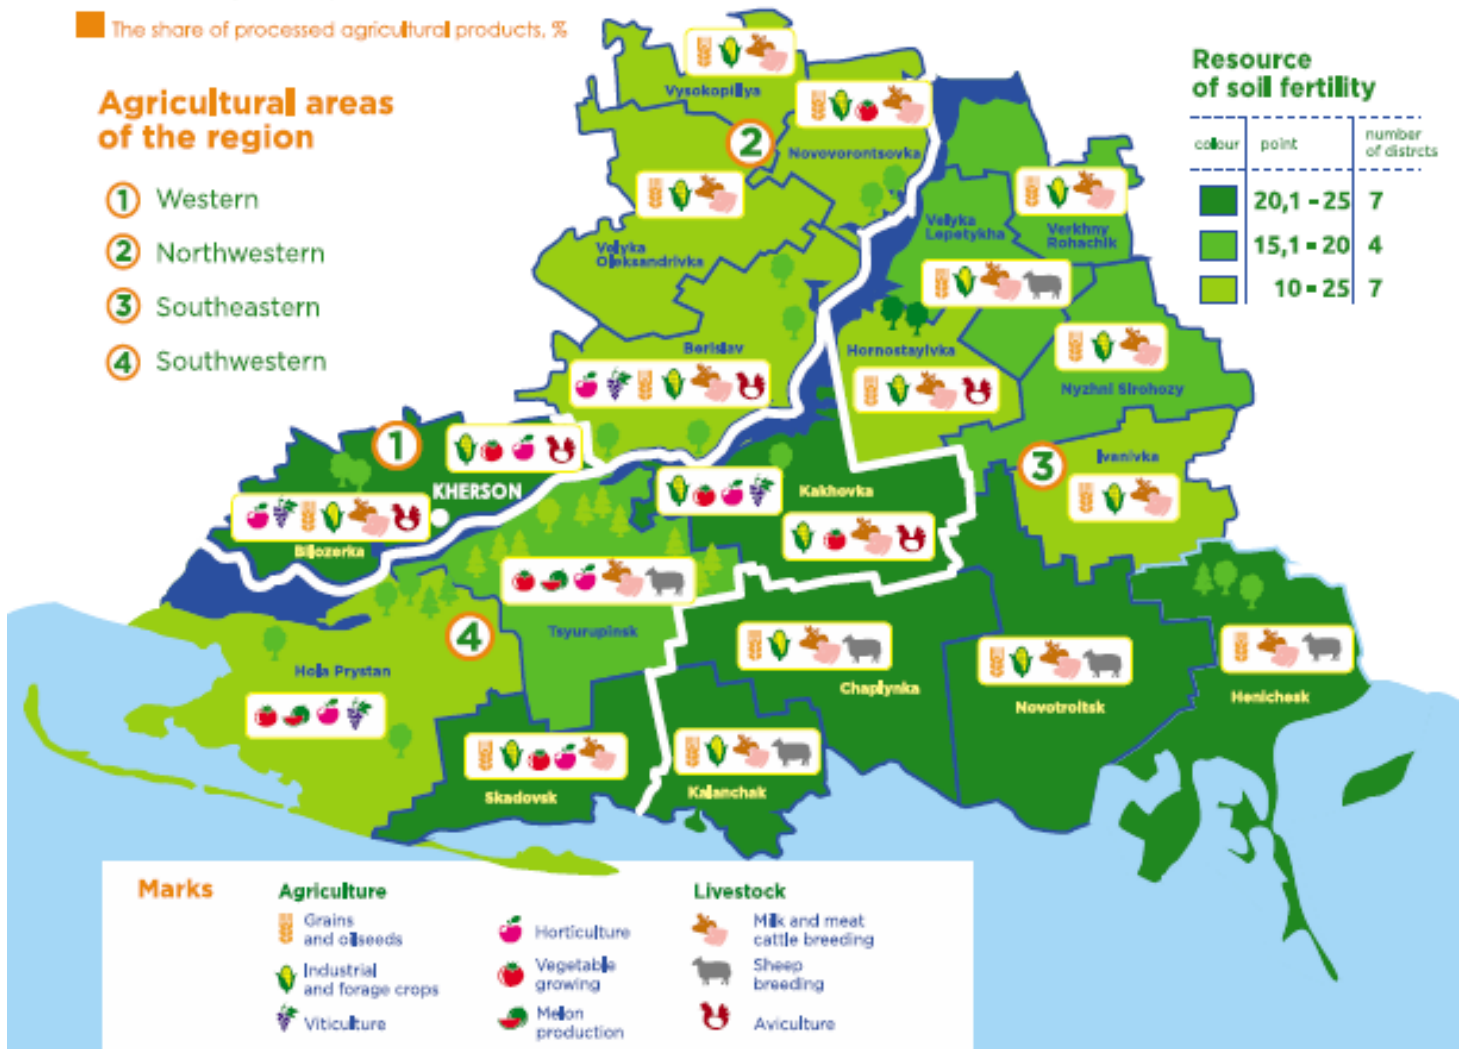 The share of processed agricultural products, %
Agricultural areas
of the region
1 Western
2 Northwestern
3 Southeastern
4 Southwestern
Resource
of soil fertility
colour point number
of distrcts
20,1 - 25 7
15,1 - 20 4
10 - 25 7
Vysokopillya
2
Novovorontsovka
Velyka
Lepetykha
Verkhny
Rohachik
Velyka
Oleksandrivka
Berislav
Hornostayivka
Nyzhni Sirohozy
1
3
Ivanivka
KHERSON
Kakhovka
Bilozerka
4
Tsyurupinsk
Hola Prystan
Chaplynka
Novotroitsk
Henichesk
Skadovsk
Kalanchak
Marks
Agriculture
Livestock
Grains
and oilseeds
Horticulture
Milk and meat
cattle breeding
Industrial
and forage crops
Vegetable
growing
Sheep
breeding
Viticulture
Melon
production
Aviculture